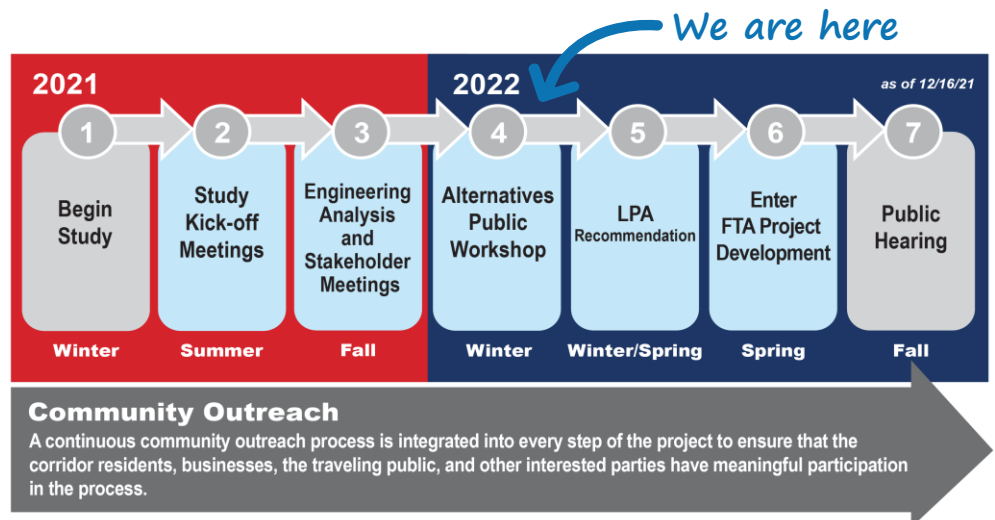 We are here
2021
2022
as of 12/16/21
1
2
3
4
5
6
7
Begin
Study
Study
Kick-off
Meetings
Engineering
Analysis
and
Stakeholder
Meetings
Alternatives
Public
Workshop
LPA
Recommendation
Enter
FTA Project
Development
Public
Hearing
Winter
Summer
Fall
Winter
Winter/Spring
Spring
Fall
Community Outreach
A continuous community outreach process is integrated into every step of the project to ensure that the
corridor residents, businesses, the traveling public, and other interested parties have meaningful participation
in the process.